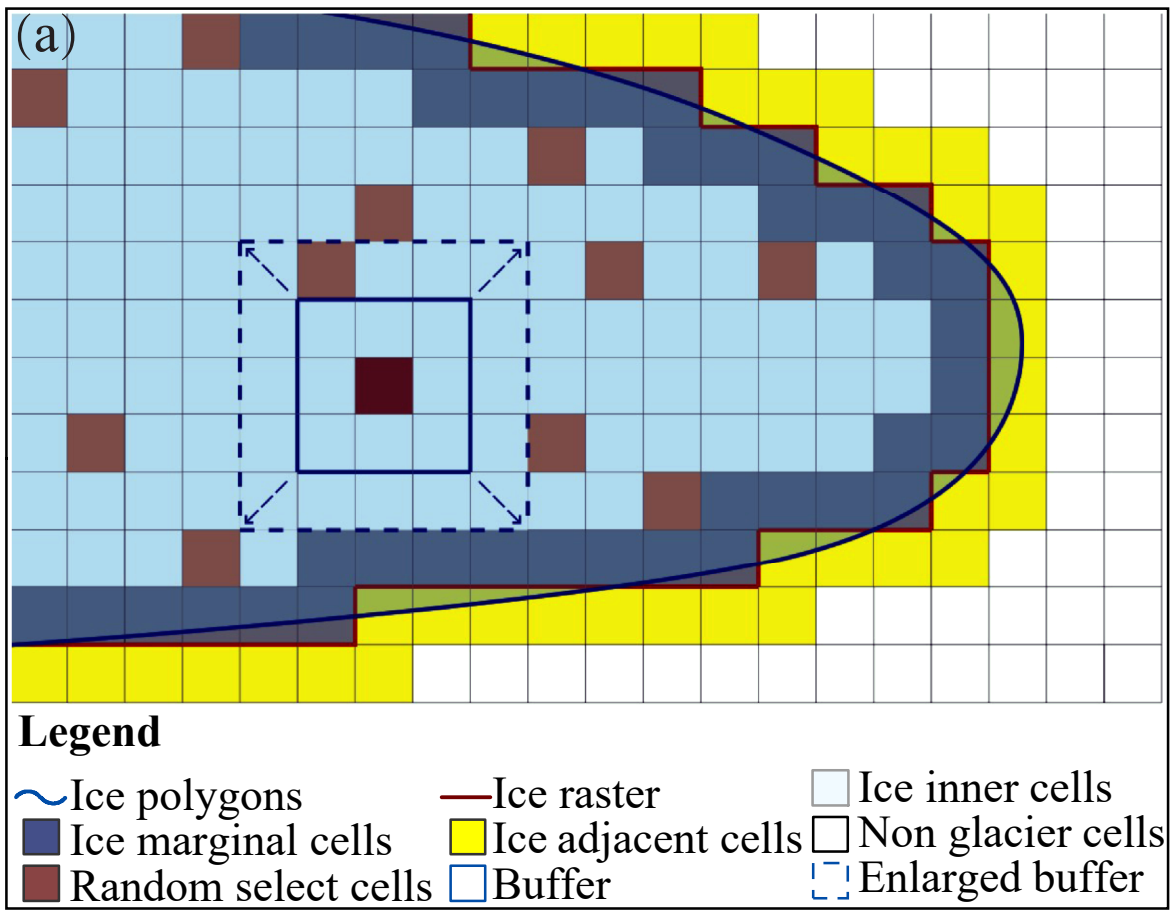 (a)
Legend
Ice polygons Ice raster Ice inner cells
Ice marginal cells Ice adjacent cells Non glacier cells
Random select cells Buffer Enlarged buffer